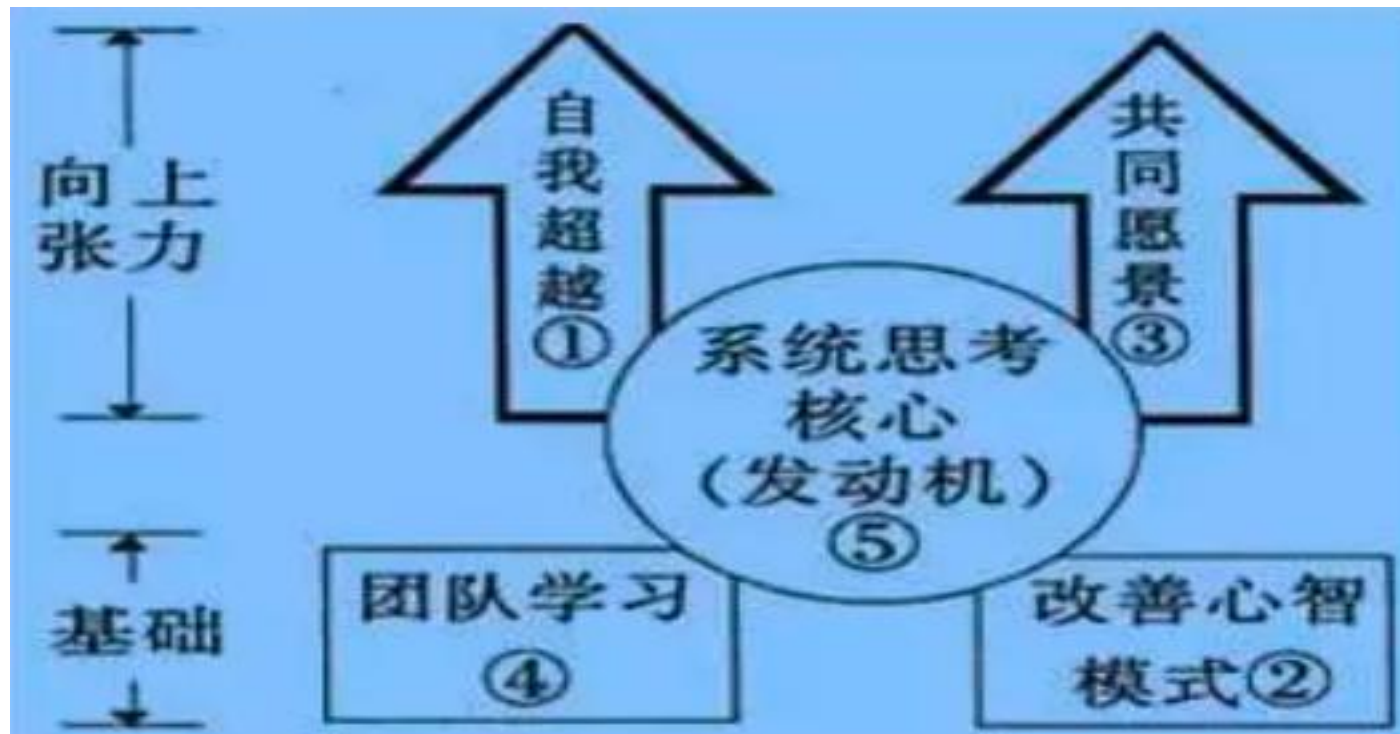 向上
张力
基础
自我超越①
共同愿景③
系统思考
核心
（发动机）
⑤
团队学习
④
改善心智
模式②